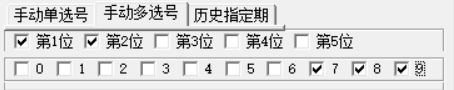 手动单选号 手动多选号 历史指定期
第1位 第2位 第3位 第4位 第5位
0 1 2 3 4 5 6 7 8 9